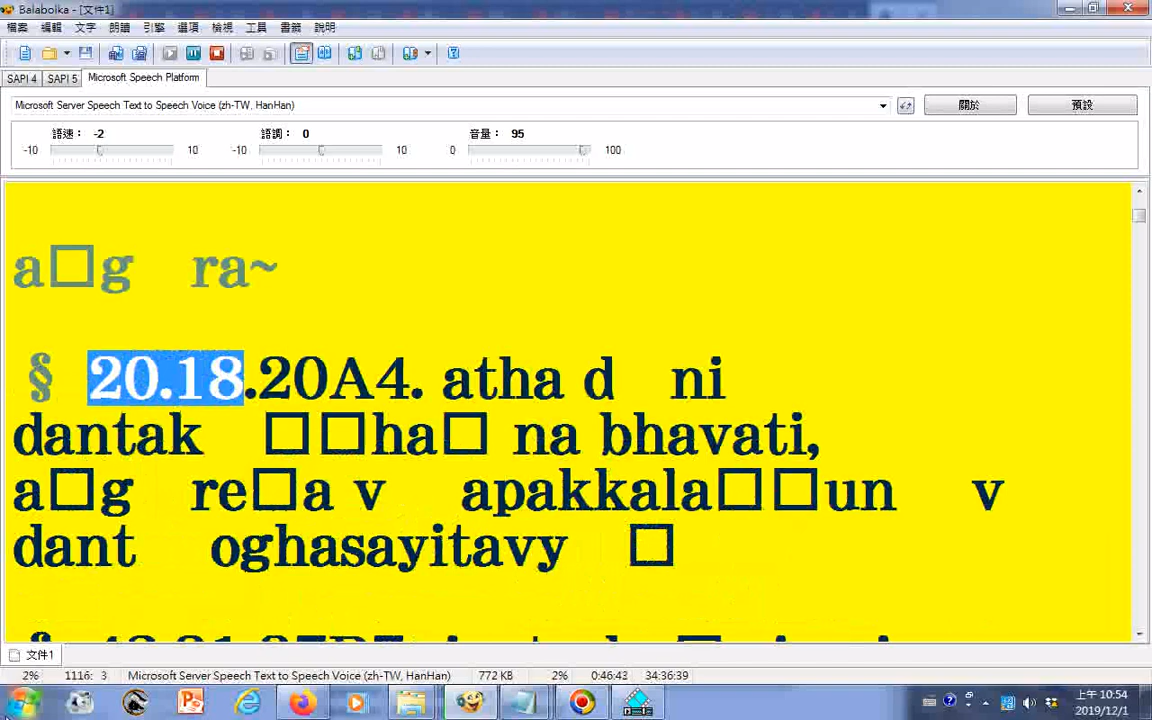 Balabolka - [文件1]
檔案 編輯 文字 朗讀 引擎 選項 檢視 工具 書籤 說明
SAPI 4 SAPI 5 Microsoft Speech Platform
Microsoft Server Speech Text to Speech Voice (zh-TW, HanHan) 關於 預設
語速： -2 語調： 0 音量： 95
-10 10 -10 10 0 100
a□g ra~
§ 20.18.20A4. atha d ni
dantak □□ha□ na bhavati,
a□g re□a v apakkala□□un v
dant oghasayitavy □
文件1
2% 1116: 3 Microsoft Server Speech Text to Speech Voice (zh-TW, HanHan) 772 KB 2% 0:46:43 34:36:39
上午 10:54
2019/12/1